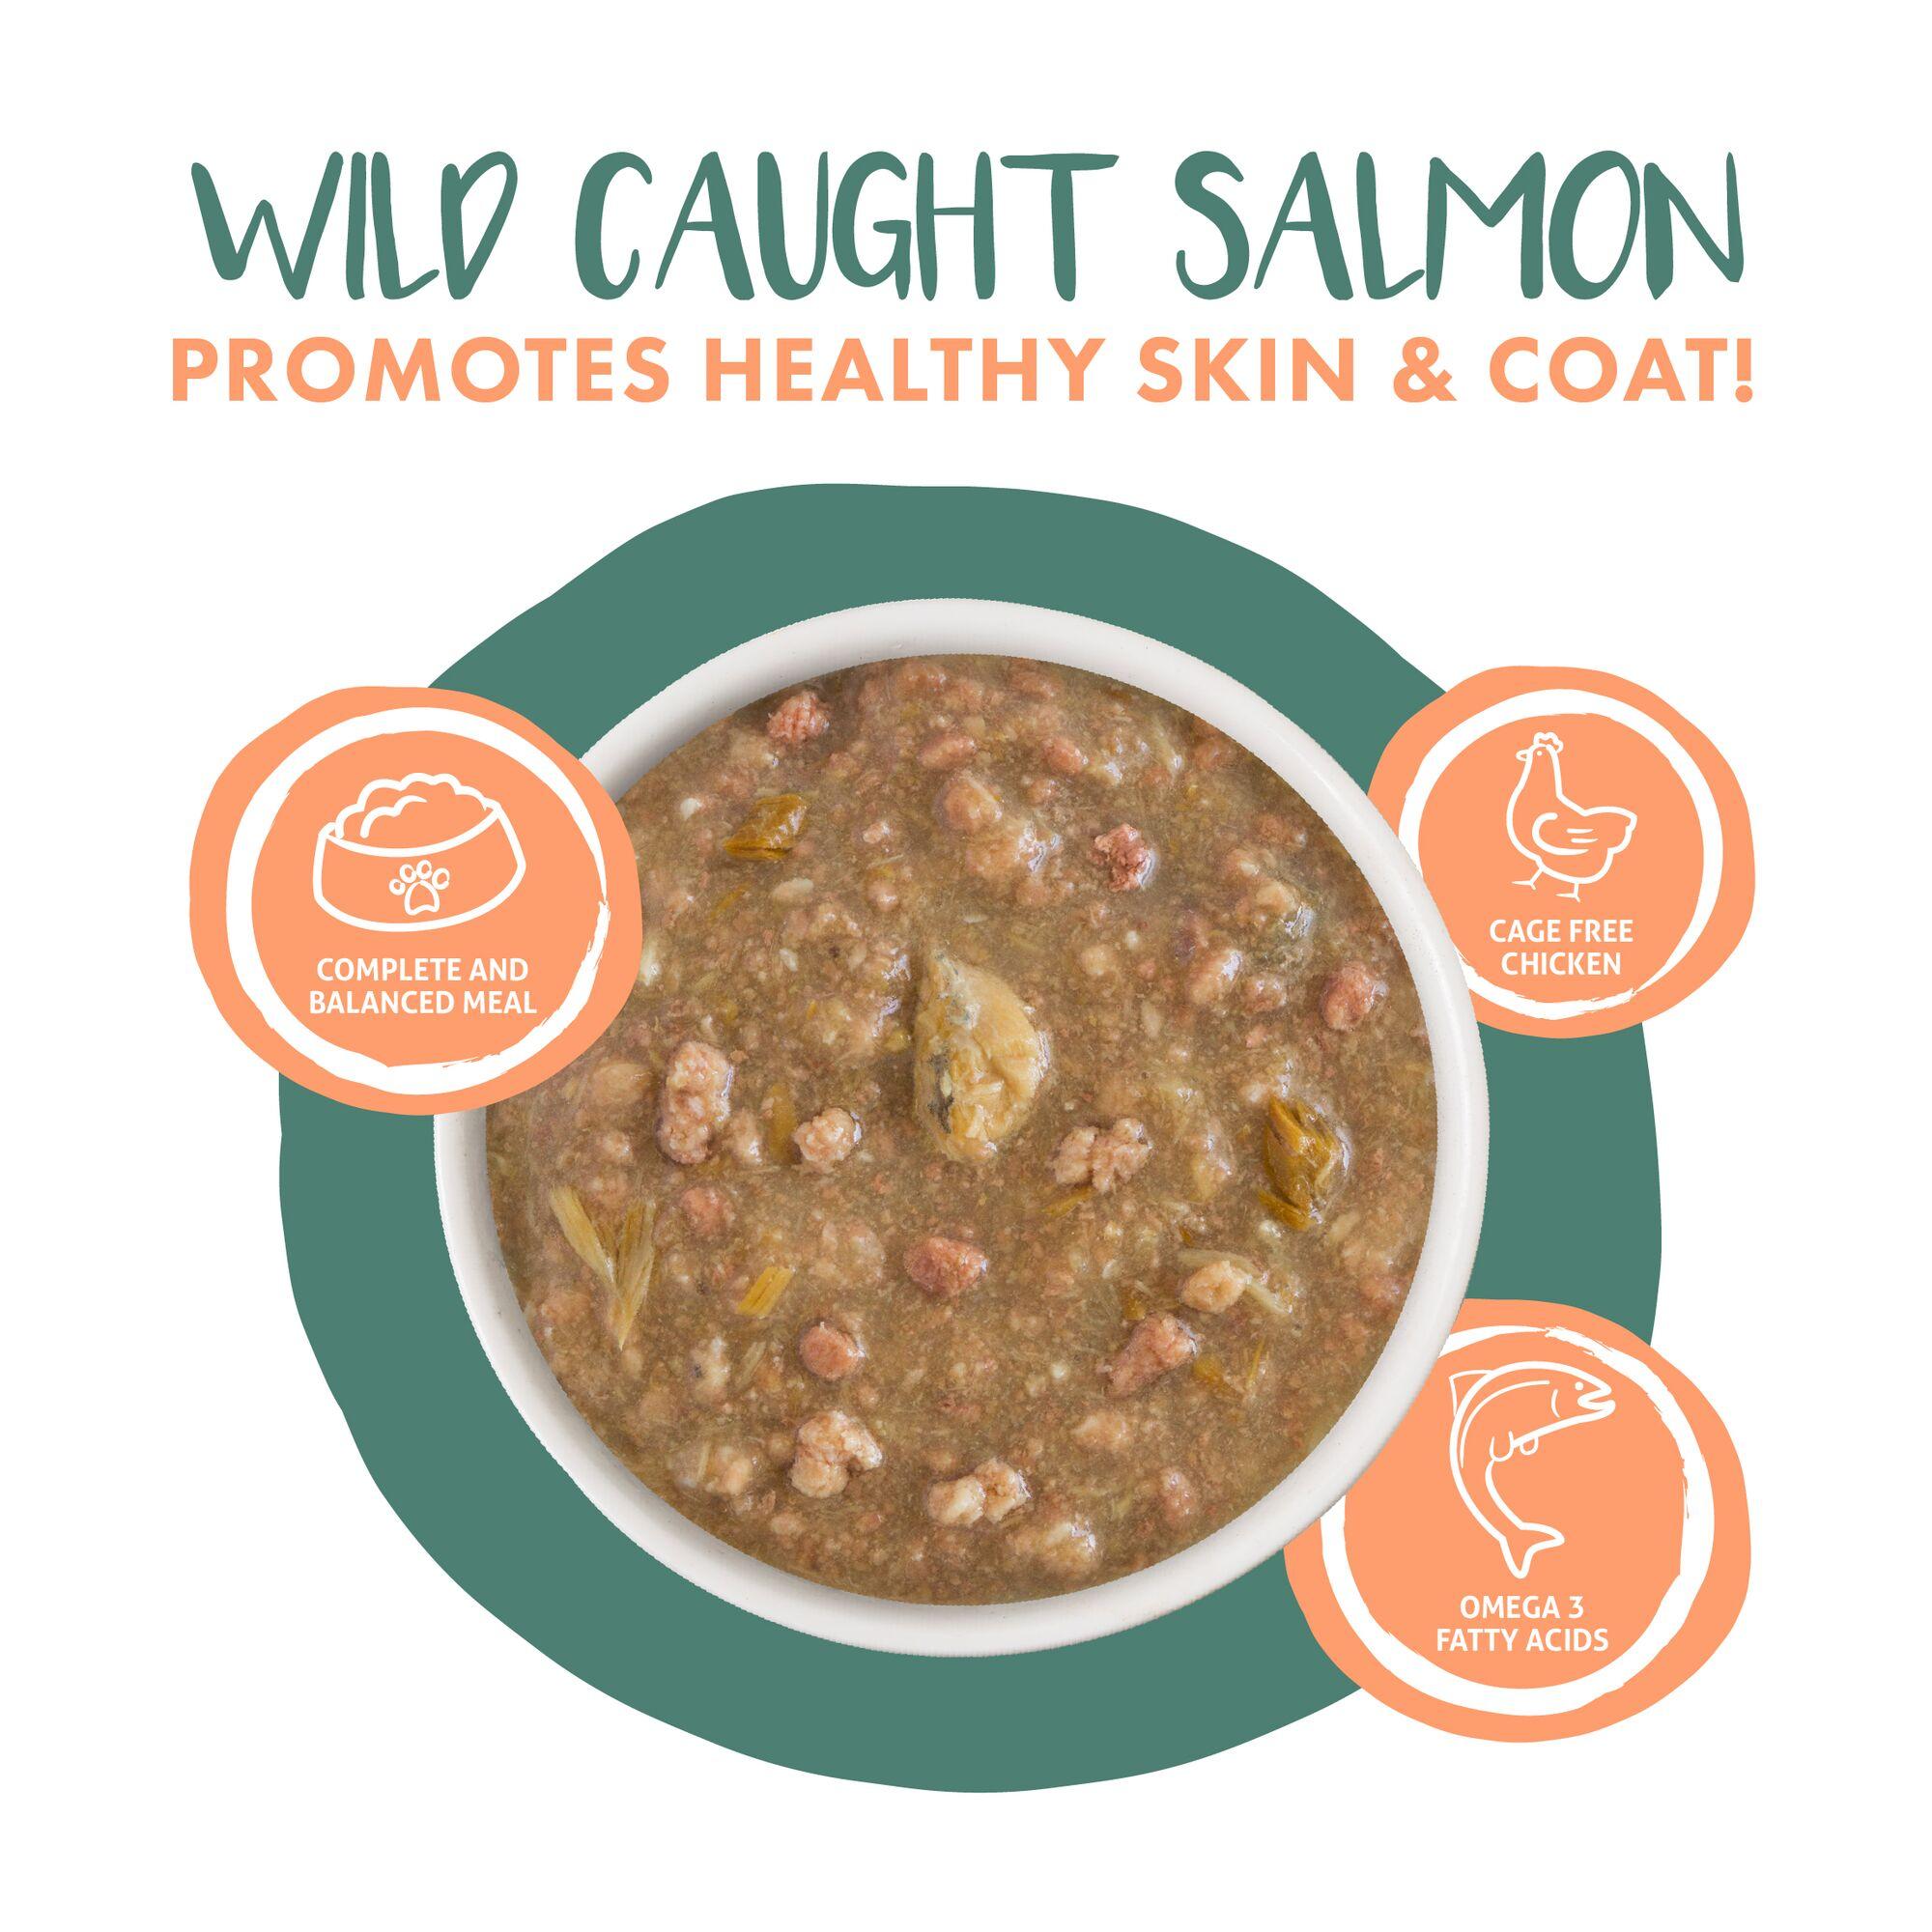 WILD CAUGHT SALMON
PROMOTES HEALTHY SKIN & COAT!
COMPLETE AND
BALANCED MEAL
CAGE FREE
CHICKEN
OMEGA 3
FATTY ACIDS